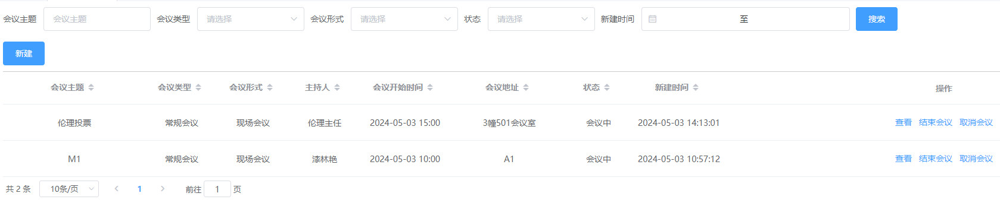 会议主题 会议主题 会议类型 请选择 会议形式 请选择 状态 请选择 新建时间 至 搜索
新建
会议主题 会议类型 会议形式 主持人 会议开始时间 会议地址 状态 新建时间 操作
伦理投票 常规会议 现场会议 伦理主任 2024-05-03 15:00 3幢501会议室 会议中 2024-05-03 14:13:01 查看 结束会议 取消会议
M1 常规会议 现场会议 漆林艳 2024-05-03 10:00 A1 会议中 2024-05-03 10:57:12 查看 结束会议 取消会议
共 2 条 10条/页 1 前往 1 页